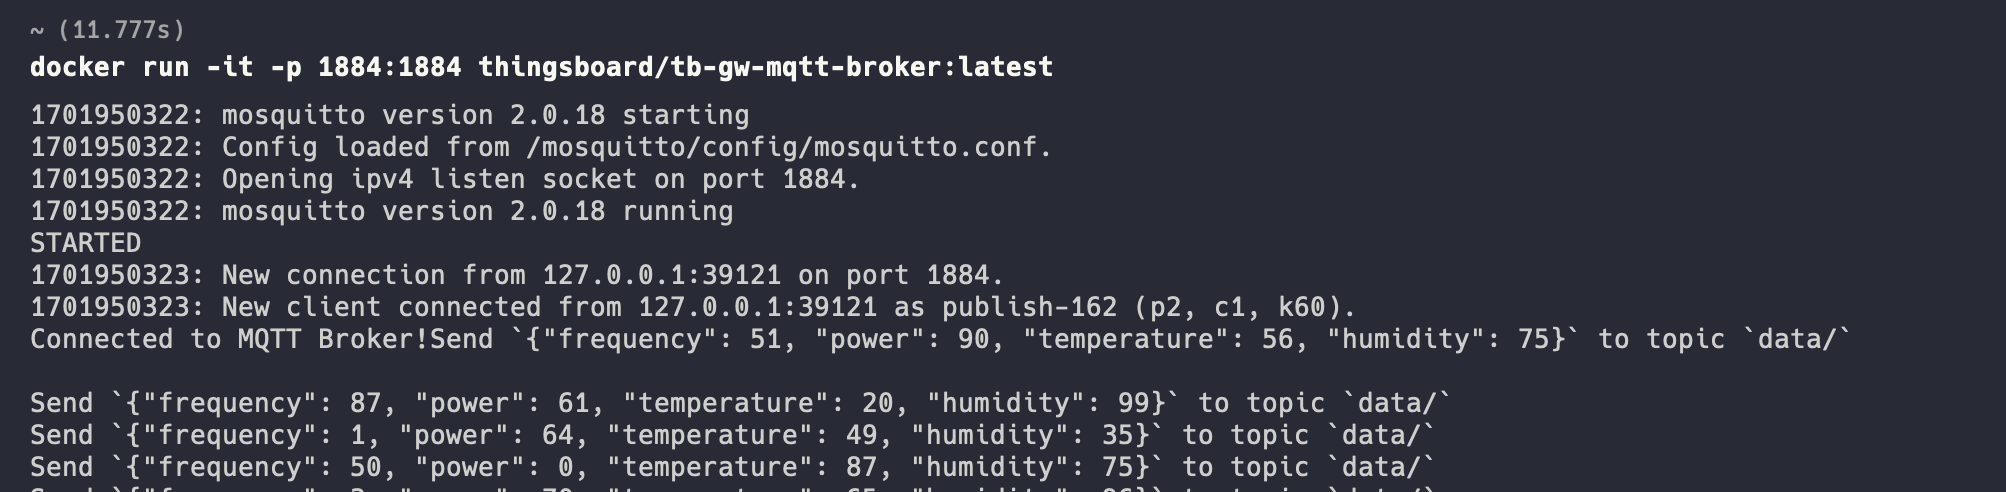 ~ (11.777s)
docker run -it -p 1884:1884 thingsboard/tb-gw-mqtt-broker:latest
1701950322: mosquitto version 2.0.18 starting
1701950322: Config loaded from /mosquitto/config/mosquitto.conf.
1701950322: Opening ipv4 listen socket on port 1884.
1701950322: mosquitto version 2.0.18 running
STARTED
1701950323: New connection from 127.0.0.1:39121 on port 1884.
1701950323: New client connected from 127.0.0.1:39121 as publish-162 (p2, c1, k60).
Connected to MQTT Broker!Send `{"frequency": 51, "power": 90, "temperature": 56, "humidity": 75}` to topic `data/`
Send `{"frequency": 87, "power": 61, "temperature": 20, "humidity": 99}` to topic `data/`
Send `{"frequency": 1, "power": 64, "temperature": 49, "humidity": 35}` to topic `data/`
Send `{"frequency": 50, "power": 0, "temperature": 87, "humidity": 75}` to topic `data/`